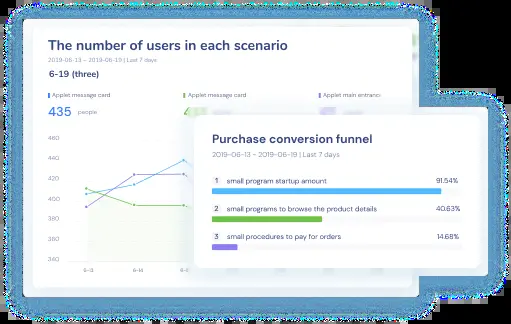 The number of users in each scenario
2019-06-13 ~ 2019-06-19 | Last 7 days
6-19 (three)
Applet message card
Applet message card
Applet main entranc
435 people
Purchase conversion funnel
2019-06-13 ~ 2019-06-19 | Last 7 days
1 small program startup amount 91.54%
2 small programs to browse the product details 40.63%
3 small procedures to pay for orders 14.68%
460
440
420
400
380
360
340
6-13
6-14